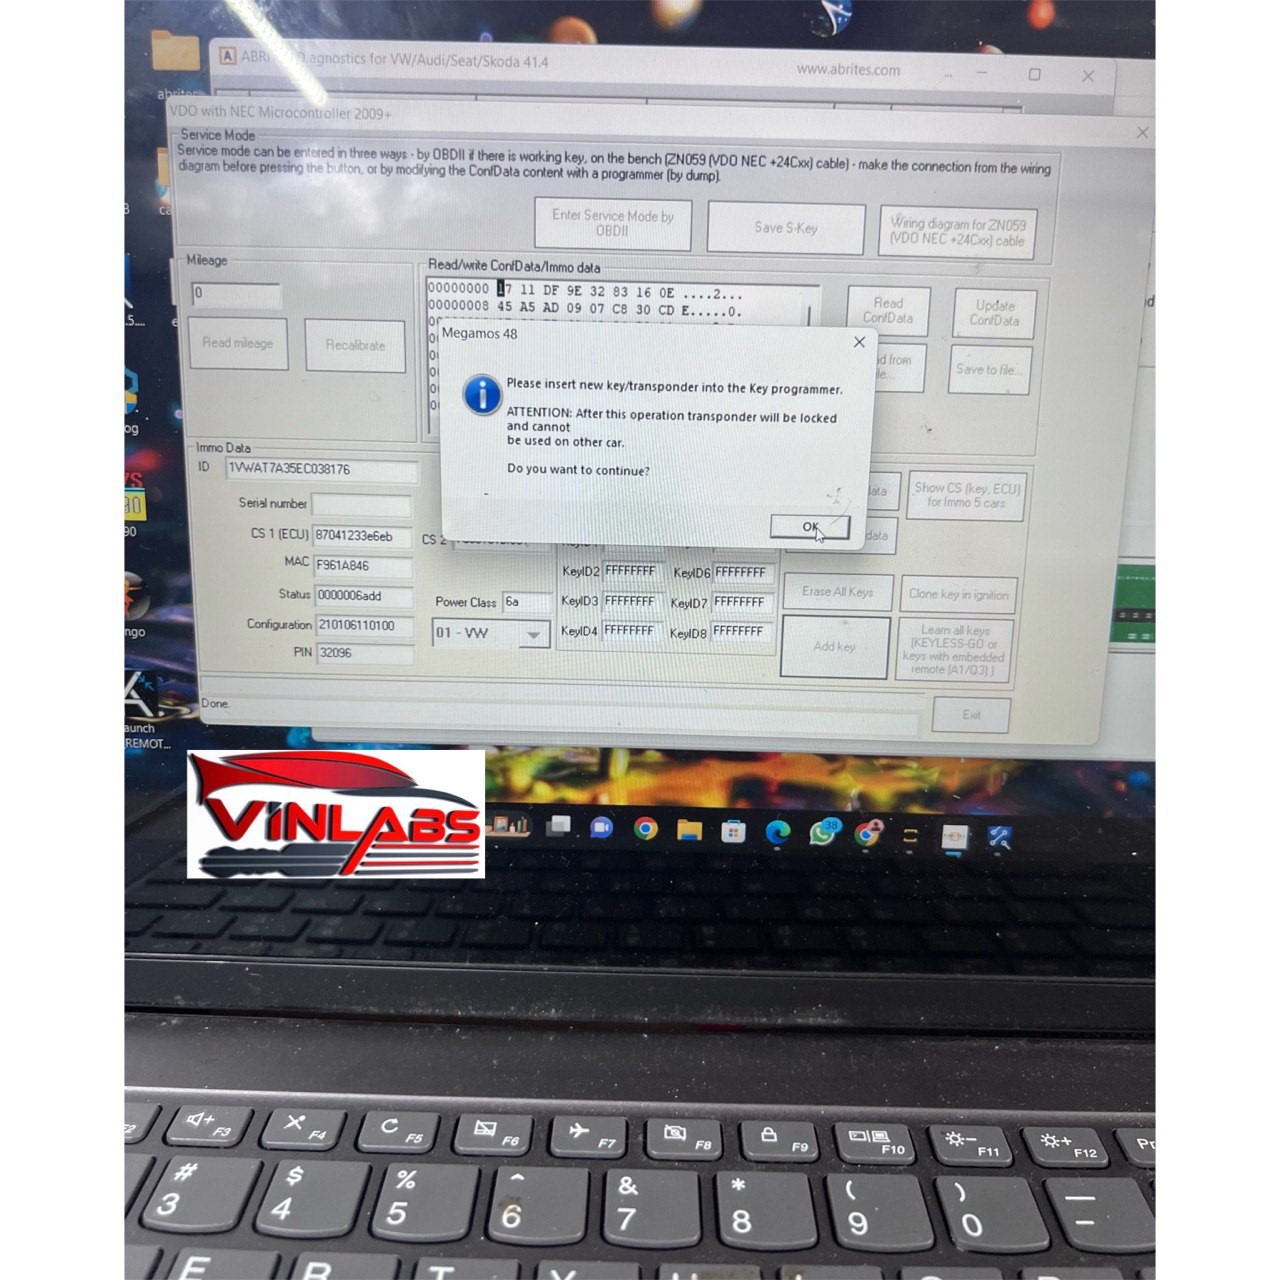 ABRI
agnostics for VW/Audi/Seat/Skoda 41.4
www.abrites.com
VDO with NEC Microcontroller 2009+
Service Mode
Service mode can be entered in three ways - by OBDII if there is working key, on the bench (ZN059 (VDO NEC +24Cxx) cable) - make the connection from the wiring
diagram before pressing the button, or by modifying the ConfData content with a programmer (by dump).
Enter Service Mode by
OBDII
Save S-Key
Wiring diagram for ZN059
(VDO NEC +24Cxx) cable
Mileage
0
Read mileage
Recalibrate
Read/write ConfData/Immo data
00000000 17 11 DF 9E 32 83 16 0E ....2...
00000008 45 A5 AD 09 07 C8 30 CD E.....0.
Read
ConfData
Update
ConfData
d from
le...
Save to file...
Megamos 48
Please insert new key/transponder into the Key programmer.
ATTENTION: After this operation transponder will be locked
and cannot
be used on other car.
Do you want to continue?
OK
Immo Data
ID 1VWAT7A35EC038176
Serial number
CS 1 (ECU) 87041233e6eb
CS 2
MAC F961A846
Status 0000006add
Configuration 210106110100
PIN 32096
Power Class 6a
01 - VW
KeyID2 FFFFFFFF KeyID6 FFFFFFFF
KeyID3 FFFFFFFF KeyID7 FFFFFFFF
KeyID4 FFFFFFFF KeyID8 FFFFFFFF
data
data
Show CS (key, ECU)
for Immo 5 cars
Erase All Keys
Clone key in ignition
Add key
Learn all keys
(KEYLESS-GO or
keys with embedded
remote (A1/Q3) )
Done.
Exit
aunch
REMOT...
VINLABS
38
F3 F4 F5 F6 F7 F8 F9 F10 F11 F12
# $ % ^ & * ( ) —
3 4 5 6 7 8 9 0 -
E R T